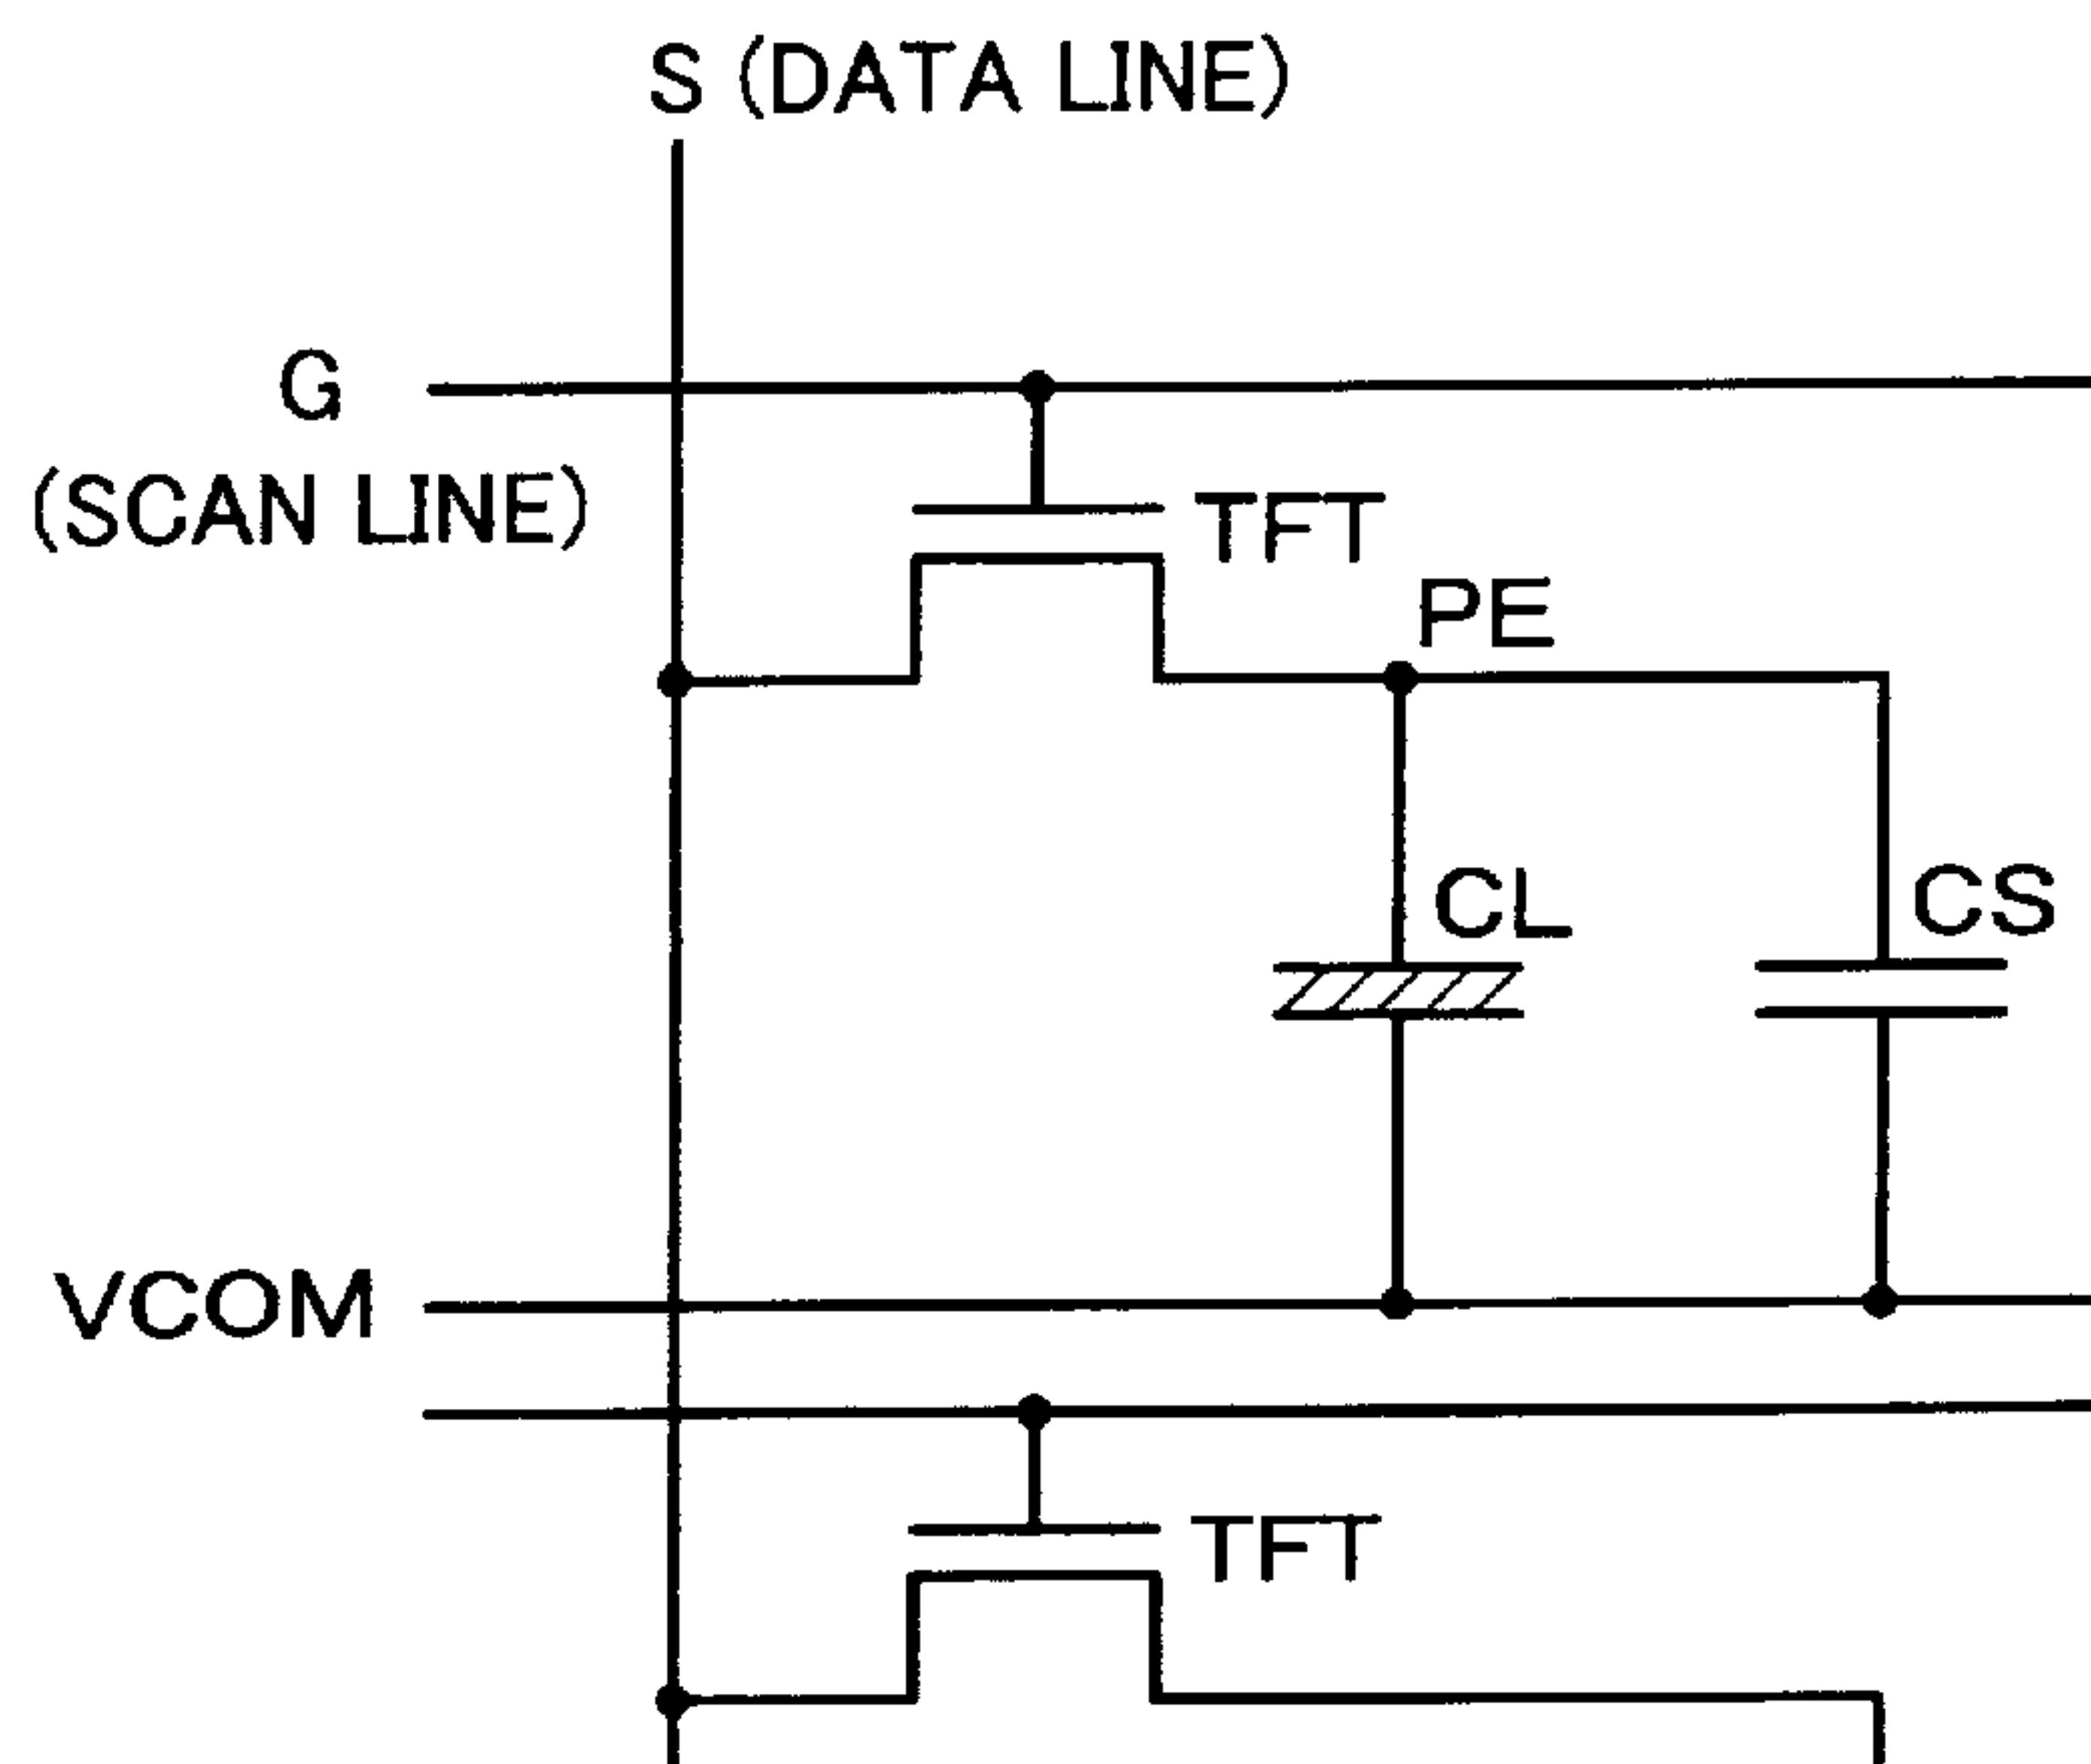 S (DATA LINE)
G
(SCAN LINE)
TFT
PE
CL
CS
VCOM
TFT